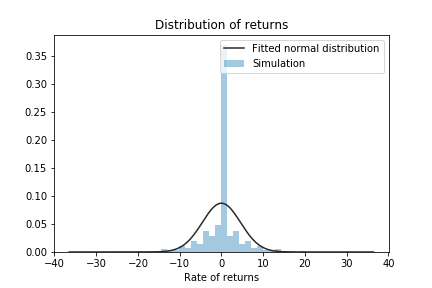 Distribution of returns
Fitted normal distribution
Simulation
0.35
0.30
0.25
0.20
0.15
0.10
0.05
0.00
−40 −30 −20 −10 0 10 20 30 40
Rate of returns